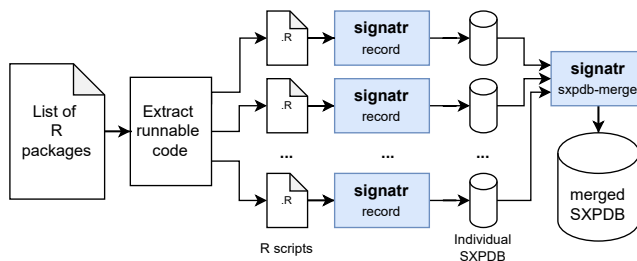 List of
R
packages
Extract
runnable
code
.R
signatr
record
.R
signatr
record
...
...
...
.R
signatr
record
R scripts
Individual
SXPDB
signatr
sxpdb-merge
merged
SXPDB